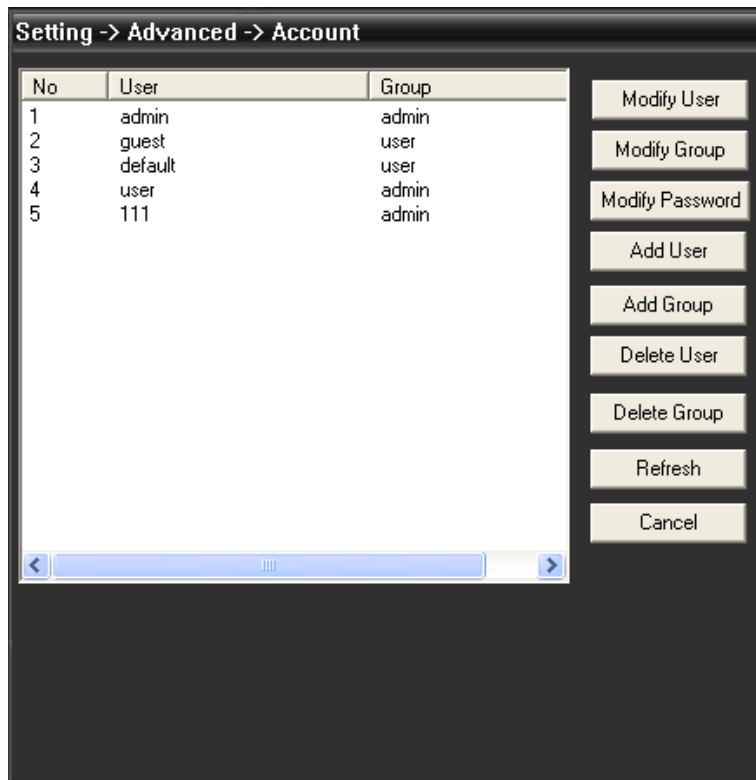 Setting -> Advanced -> Account
No User Group
1 admin admin
2 guest user
3 default user
4 user admin
5 111 admin
Modify User
Modify Group
Modify Password
Add User
Add Group
Delete User
Delete Group
Refresh
Cancel